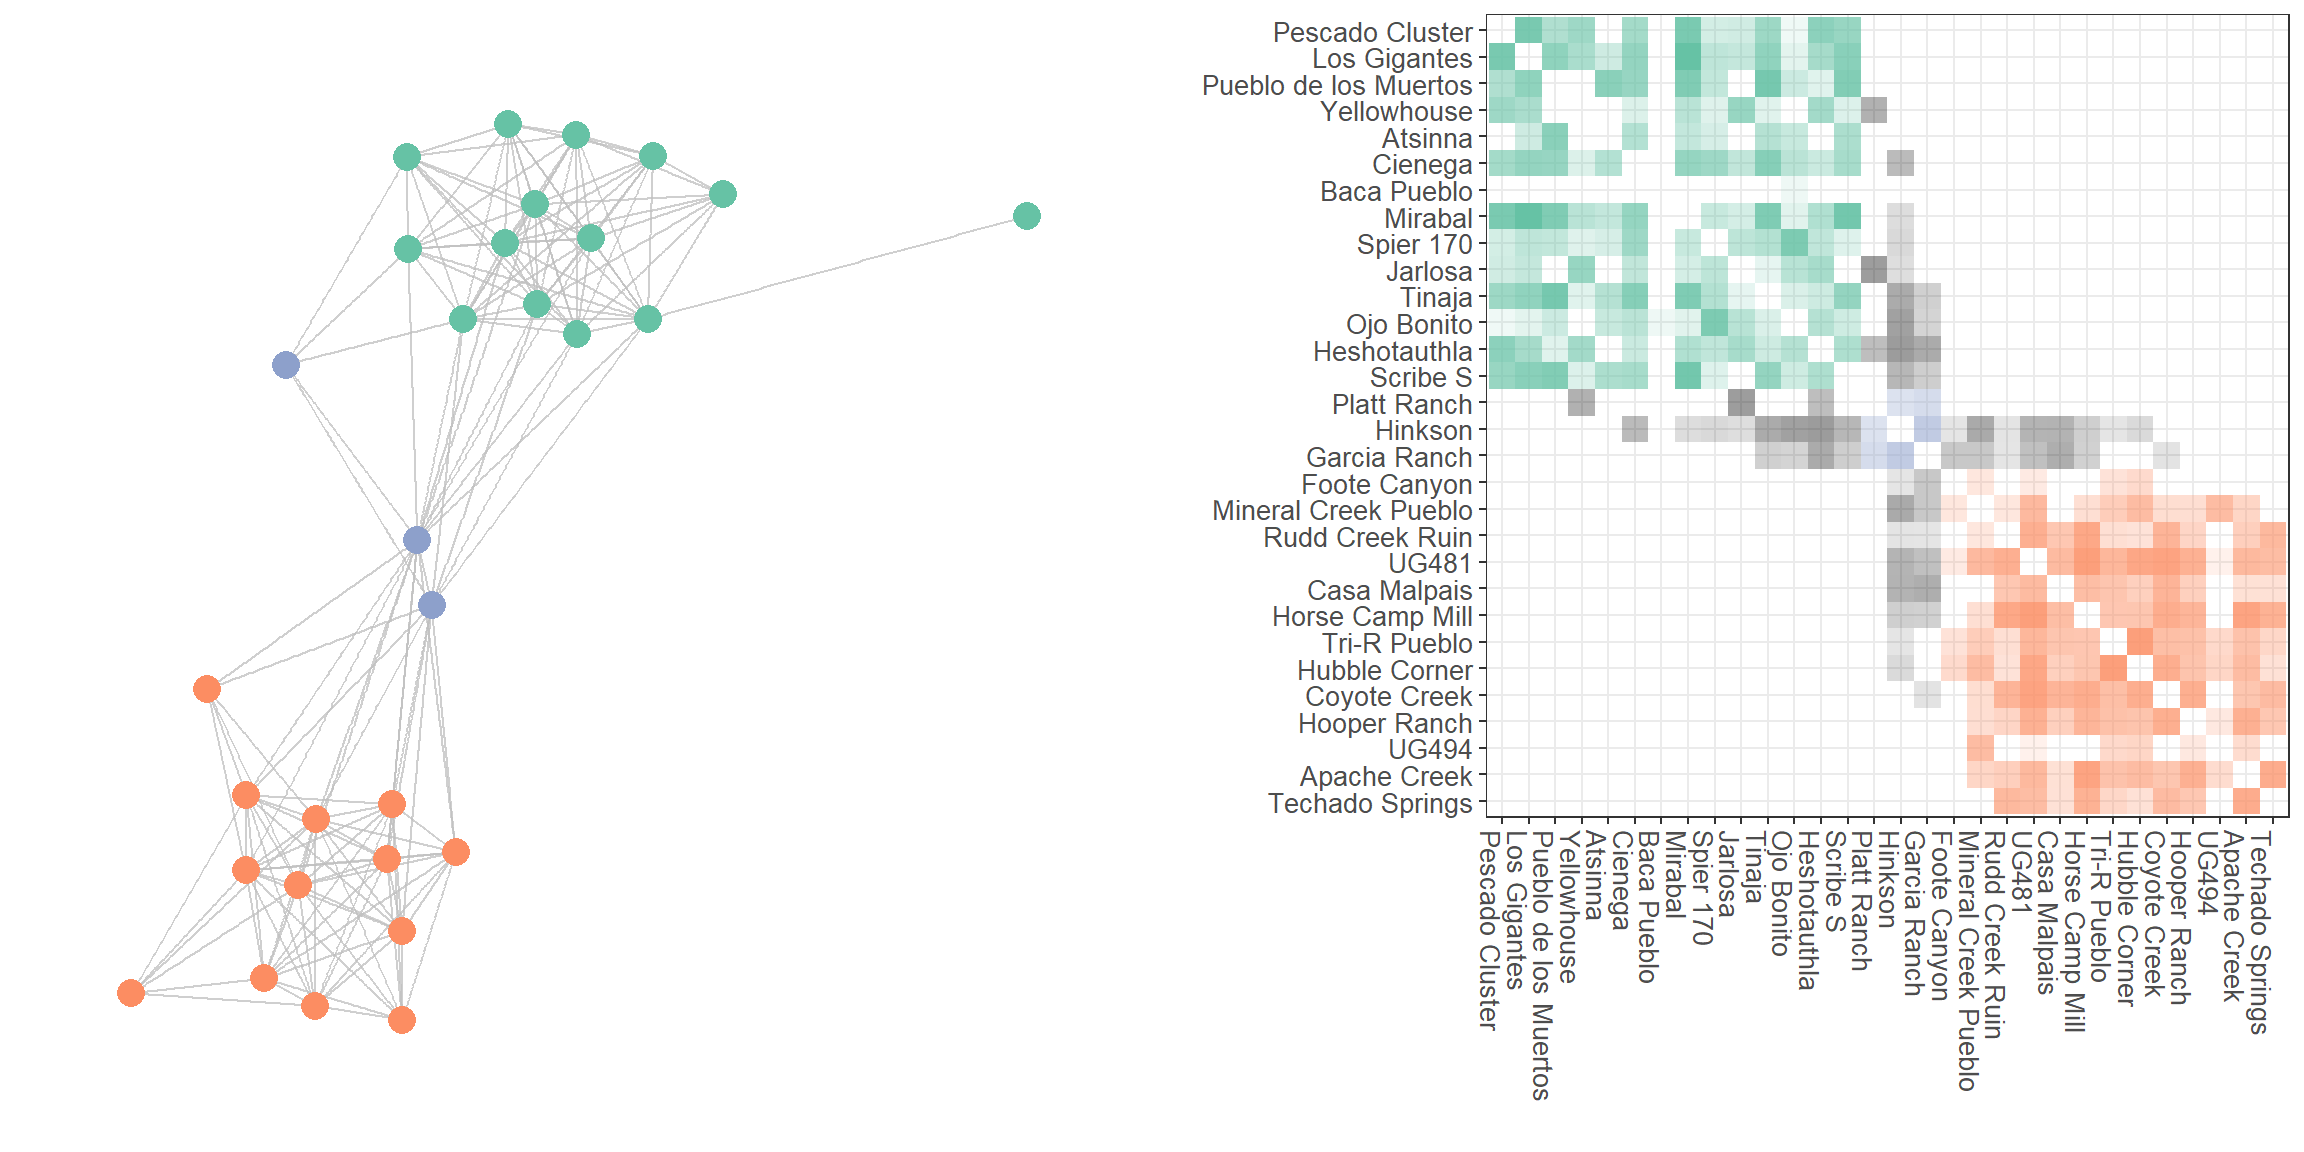 Pescado Cluster
Los Gigantes
Pueblo de los Muertos
Yellowhouse
Atsinna
Cienega
Baca Pueblo
Mirabal
Spier 170
Jarlosa
Tinaja
Ojo Bonito
Heshotauthla
Scribe S
Platt Ranch
Hinkson
Garcia Ranch
Foote Canyon
Mineral Creek Pueblo
Rudd Creek Ruin
UG481
Casa Malpais
Horse Camp Mill
Tri-R Pueblo
Hubble Corner
Coyote Creek
Hooper Ranch
UG494
Apache Creek
Techado Springs
Pescado Cluster
Los Gigantes
Pueblo de los Muertos
Yellowhouse
Atsinna
Cienega
Baca Pueblo
Mirabal
Spier 170
Jarlosa
Tinaja
Ojo Bonito
Heshotauthla
Scribe S
Platt Ranch
Hinkson
Garcia Ranch
Foote Canyon
Mineral Creek Pueblo
Rudd Creek Ruin
UG481
Casa Malpais
Horse Camp Mill
Tri-R Pueblo
Hubble Corner
Coyote Creek
Hooper Ranch
UG494
Apache Creek
Techado Springs